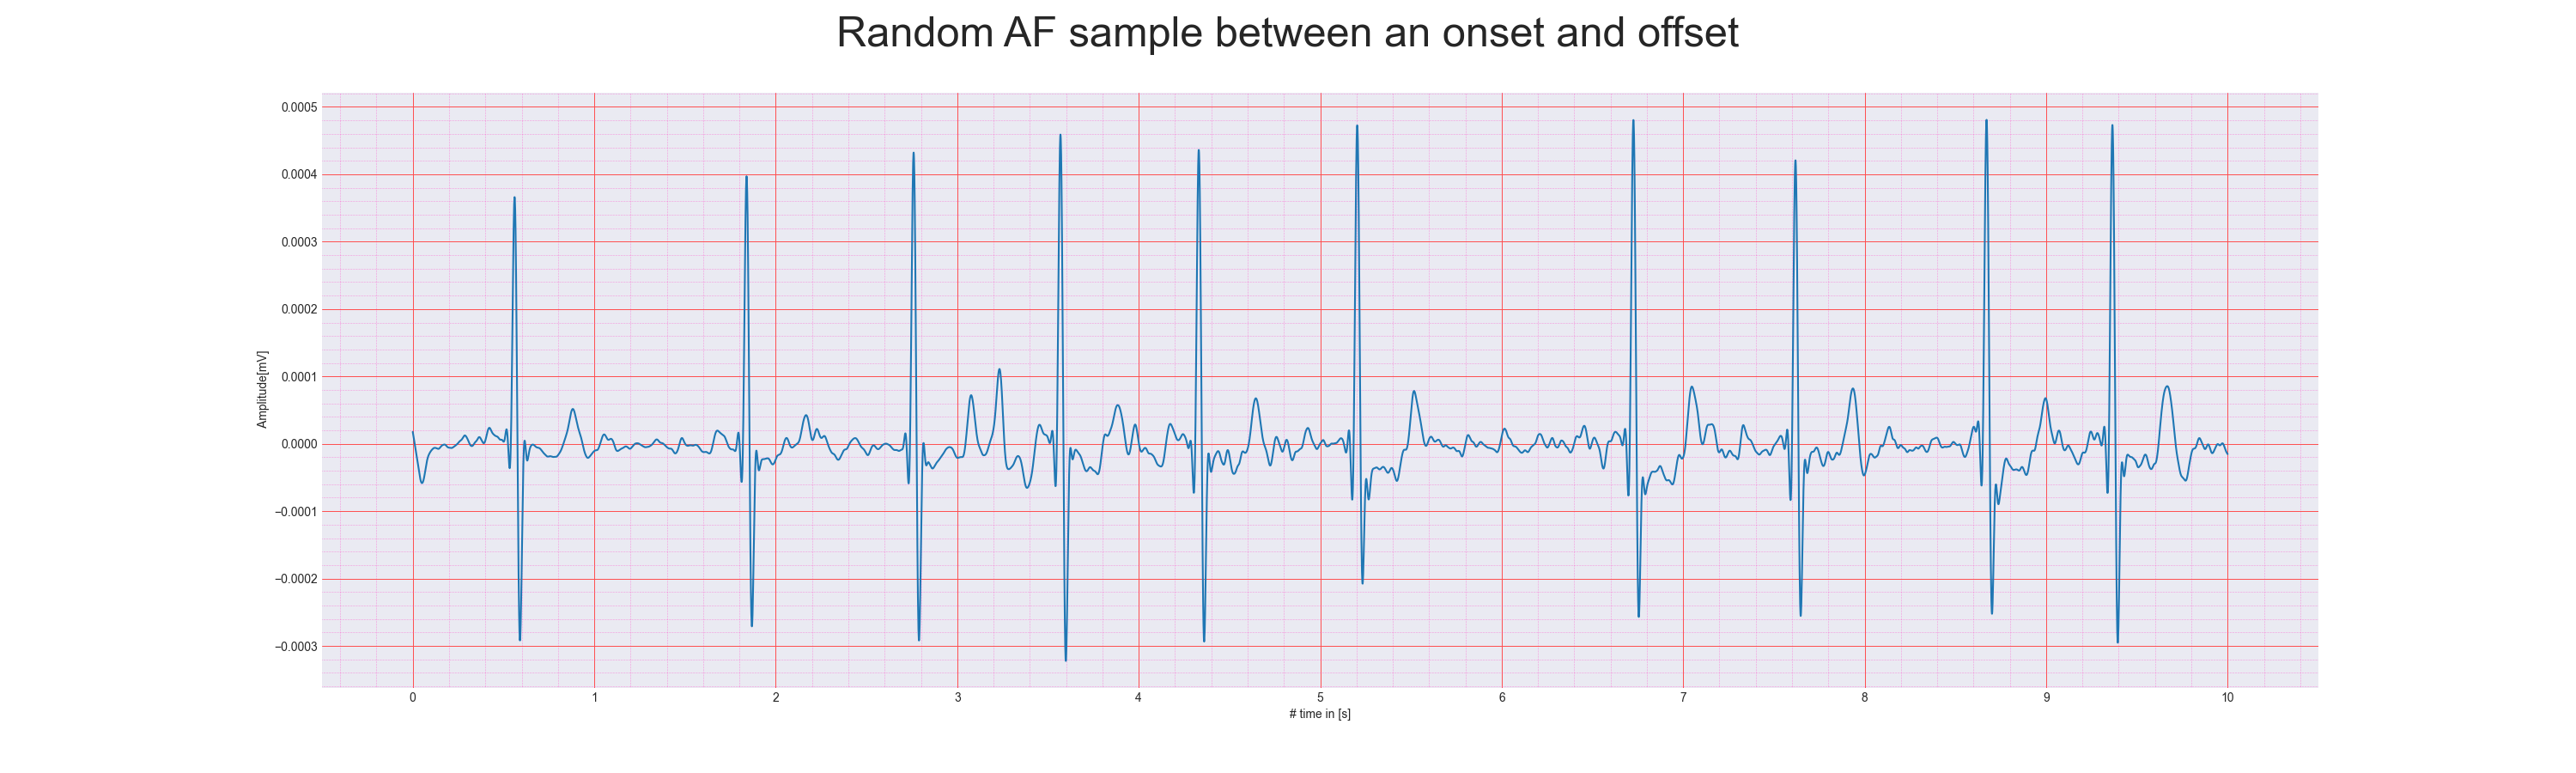 Random AF sample between an onset and offset
0.0005
0.0004
0.0003
0.0002
0.0001
0.0000
−0.0001
−0.0002
−0.0003
Amplitude[mV]
0 1 2 3 4 5 6 7 8 9 10
# time in [s]